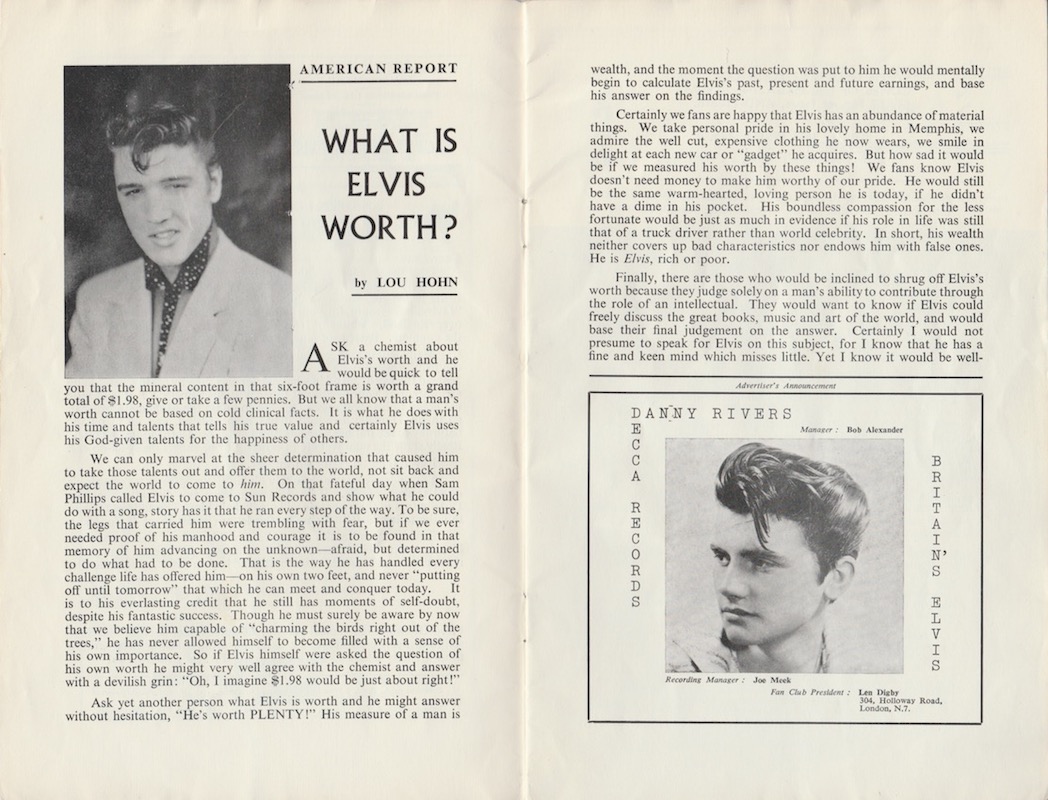 AMERICAN REPORT
WHAT IS
ELVIS
WORTH?
by LOU HOHN
ASK a chemist about
Elvis's worth and he
would be quick to tell
you that the mineral content in that six-foot frame is worth a grand
total of $1.98, give or take a few pennies. But we all know that a man's
worth cannot be based on cold clinical facts. It is what he does with
his time and talents that tells his true value and certainly Elvis uses
his God-given talents for the happiness of others.
We can only marvel at the sheer determination that caused him
to take those talents out and offer them to the world, not sit back and
expect the world to come to him. On that fateful day when Sam
Phillips called Elvis to come to Sun Records and show what he could
do with a song, story has it that he ran every step of the way. To be sure,
the legs that carried him were trembling with fear, but if we ever
needed proof of his manhood and courage it is to be found in that
memory of him advancing on the unknown—afraid, but determined
to do what had to be done. That is the way he has handled every
challenge life has offered him—on his own two feet, and never "putting
off until tomorrow" that which he can meet and conquer today. It
is to his everlasting credit that he still has moments of self-doubt,
despite his fantastic success. Though he must surely be aware by now
that we believe him capable of "charming the birds right out of the
trees," he has never allowed himself to become filled with a sense of
his own importance. So if Elvis himself were asked the question of
his own worth he might very well agree with the chemist and answer
with a devilish grin: "Oh, I imagine $1.98 would be just about right!"
Ask yet another person what Elvis is worth and he might answer
without hesitation, "He's worth PLENTY!" His measure of a man is
wealth, and the moment the question was put to him he would mentally
begin to calculate Elvis's past, present and future earnings, and base
his answer on the findings.
Certainly we fans are happy that Elvis has an abundance of material
things. We take personal pride in his lovely home in Memphis, we
admire the well cut, expensive clothing he now wears, we smile in
delight at each new car or "gadget" he acquires. But how sad it would
be if we measured his worth by these things! We fans know Elvis
doesn't need money to make him worthy of our pride. He would still
be the same warm-hearted, loving person he is today, if he didn't
have a dime in his pocket. His boundless compassion for the less
fortunate would be just as much in evidence if his role in life was still
that of a truck driver rather than world celebrity. In short, his wealth
neither covers up bad characteristics nor endows him with false ones.
He is Elvis, rich or poor.
Finally, there are those who would be inclined to shrug off Elvis's
worth because they judge solely on a man's ability to contribute through
the role of an intellectual. They would want to know if Elvis could
freely discuss the great books, music and art of the world, and would
base their final judgement on the answer. Certainly I would not
presume to speak for Elvis on this subject, for I know that he has a
fine and keen mind which misses little. Yet I know it would be well-
Advertiser's Announcement
DANNY RIVERS
Manager : Bob Alexander
DECCA RECORDS
BRITAIN'S ELVIS
Recording Manager : Joe Meek
Fan Club President : Len Digby
304, Holloway Road,
London, N.7.